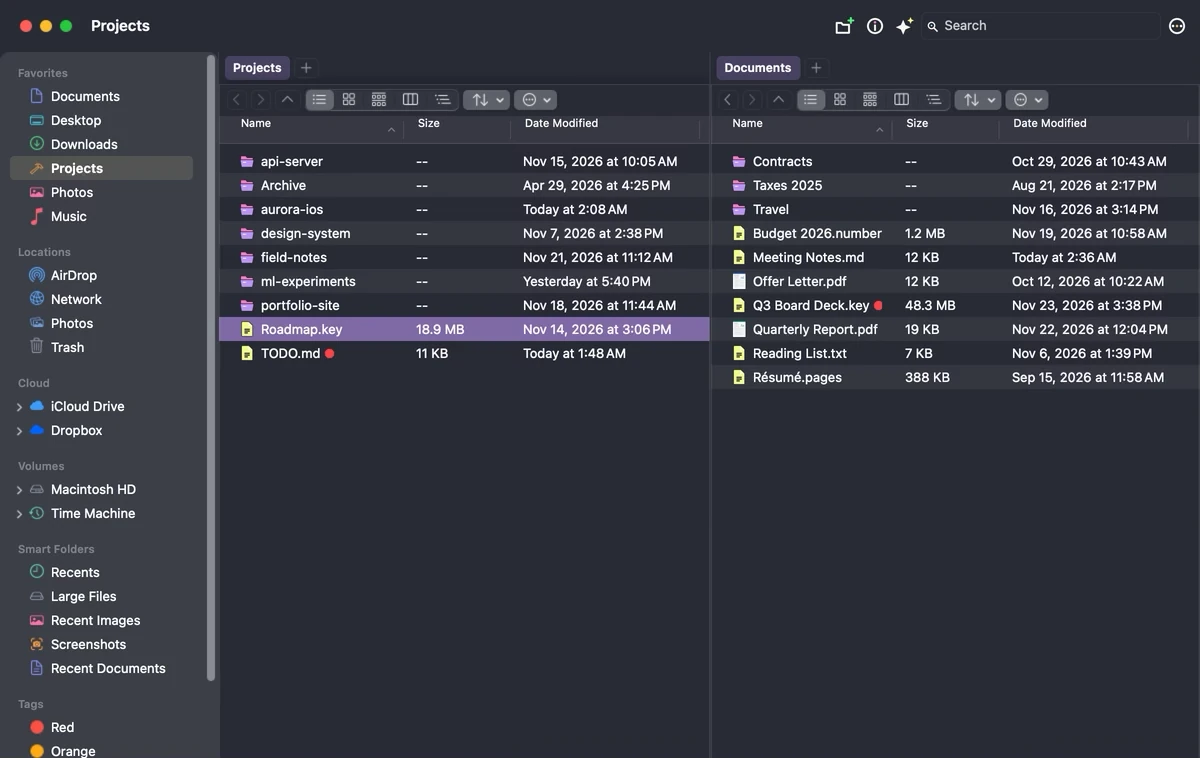 Projects
Search
Favorites
Documents
Desktop
Downloads
Projects
Photos
Music
Locations
AirDrop
Network
Photos
Trash
Cloud
iCloud Drive
Dropbox
Volumes
Macintosh HD
Time Machine
Smart Folders
Recents
Large Files
Recent Images
Screenshots
Recent Documents
Tags
Red
Orange
Projects
Name Size Date Modified
api-server -- Nov 15, 2026 at 10:05 AM
Archive -- Apr 29, 2026 at 4:25 PM
aurora-ios -- Today at 2:08 AM
design-system -- Nov 7, 2026 at 2:38 PM
field-notes -- Nov 21, 2026 at 11:12 AM
ml-experiments -- Yesterday at 5:40 PM
portfolio-site -- Nov 18, 2026 at 11:44 AM
Roadmap.key 18.9 MB Nov 14, 2026 at 3:06 PM
TODO.md 11 KB Today at 1:48 AM
Documents
Name Size Date Modified
Contracts -- Oct 29, 2026 at 10:43 AM
Taxes 2025 -- Aug 21, 2026 at 2:17 PM
Travel -- Nov 16, 2026 at 3:14 PM
Budget 2026.number 1.2 MB Nov 19, 2026 at 10:58 AM
Meeting Notes.md 12 KB Today at 2:36 AM
Offer Letter.pdf 12 KB Oct 12, 2026 at 10:22 AM
Q3 Board Deck.key 48.3 MB Nov 23, 2026 at 3:38 PM
Quarterly Report.pdf 19 KB Nov 22, 2026 at 12:04 PM
Reading List.txt 7 KB Nov 6, 2026 at 1:39 PM
Résumé.pages 388 KB Sep 15, 2026 at 11:58 AM